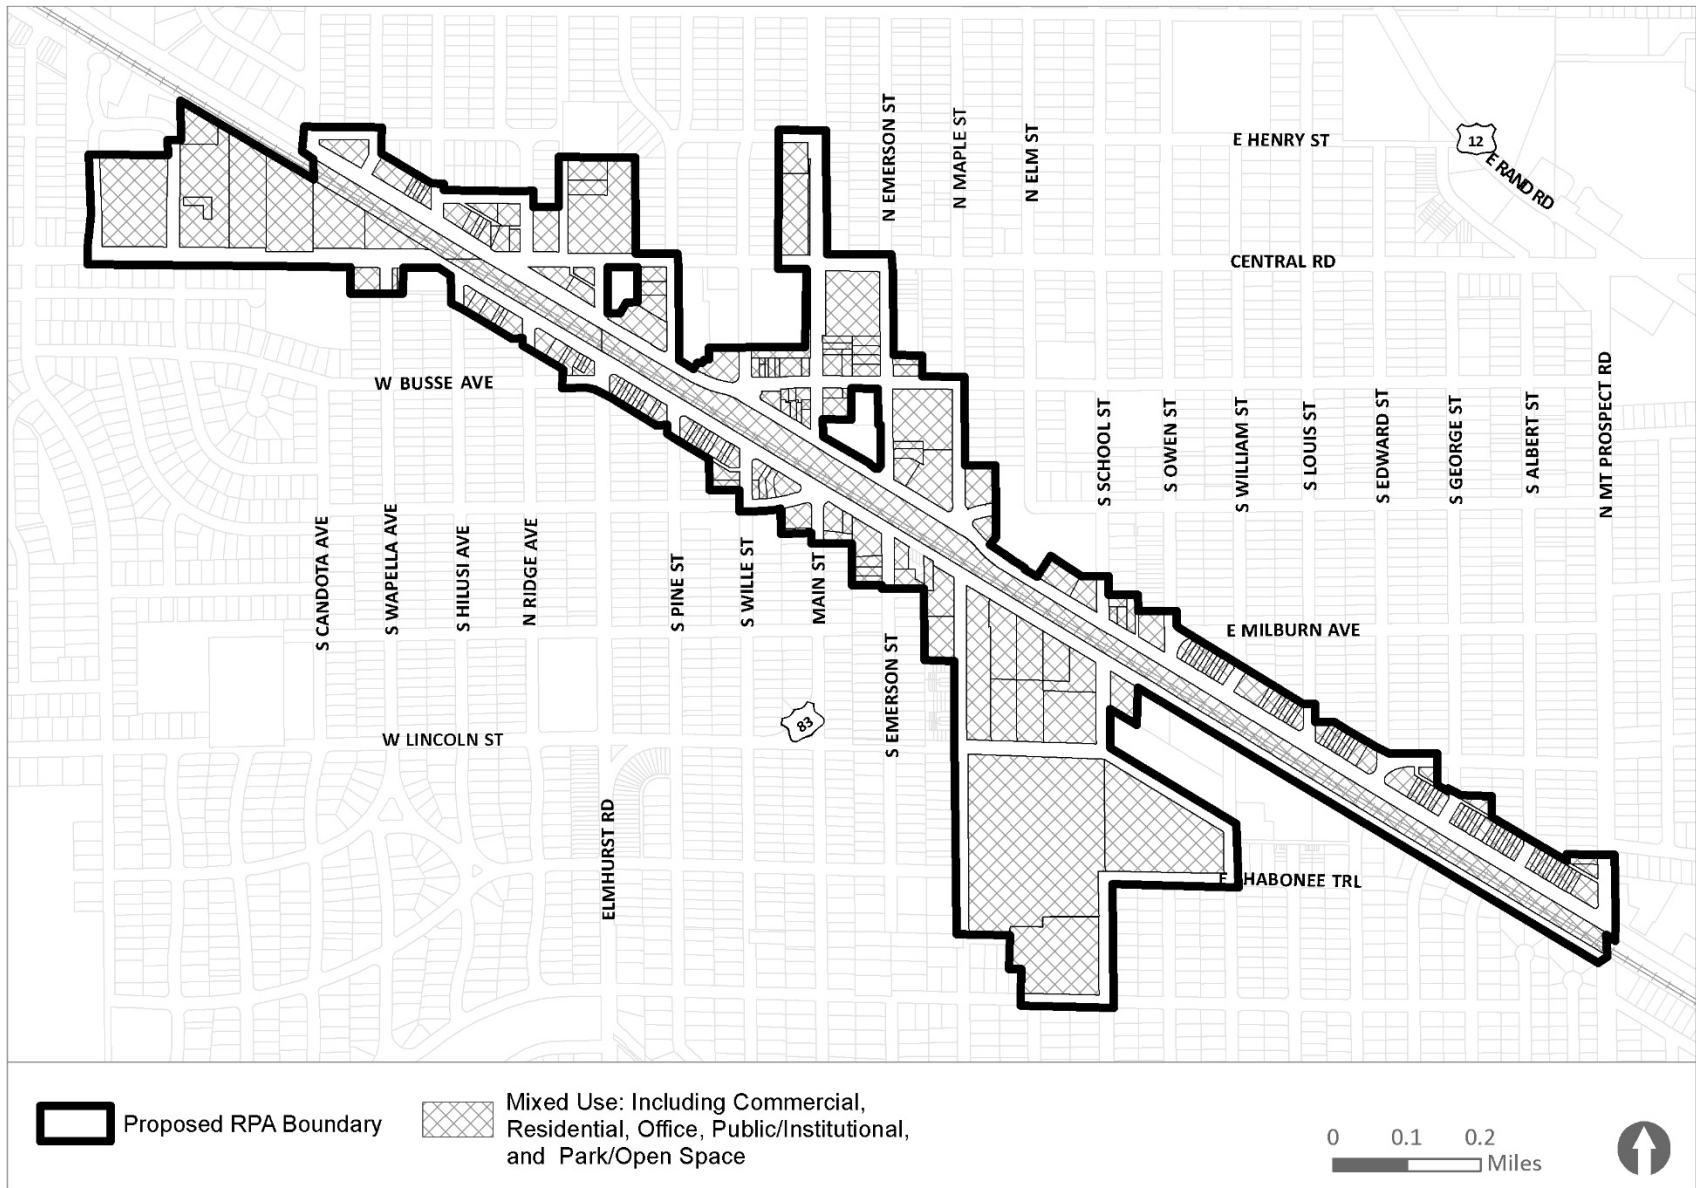 N EMERSON ST
N MAPLE ST
N ELM ST
E HENRY ST
12
E RAND RD
CENTRAL RD
W BUSSE AVE
S CANDOTA AVE
S WAPELLA AVE
S HILUSI AVE
N RIDGE AVE
S PINE ST
S WILLE ST
MAIN ST
S EMERSON ST
S SCHOOL ST
S OWEN ST
S WILLIAM ST
S LOUIS ST
S EDWARD ST
S GEORGE ST
S ALBERT ST
N MT PROSPECT RD
E MILBURN AVE
83
W LINCOLN ST
ELMHURST RD
E HABONEE TRL
Proposed RPA Boundary
Mixed Use: Including Commercial,
Residential, Office, Public/Institutional,
and Park/Open Space
0 0.1 0.2
Miles